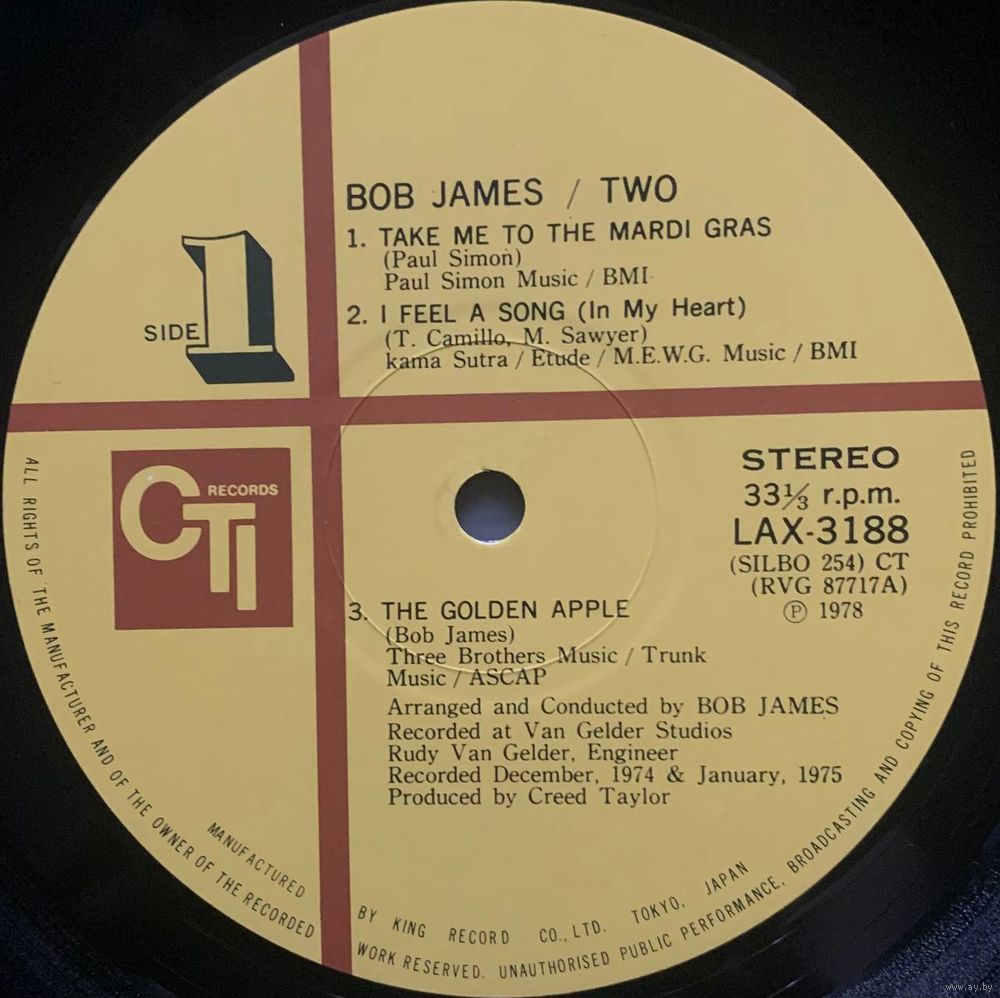 BOB JAMES / TWO
1. TAKE ME TO THE MARDI GRAS
(Paul Simon)
Paul Simon Music / BMI
2. I FEEL A SONG (In My Heart)
(T. Camillo, M. Sawyer)
kama Sutra / Etude / M.E.W.G. Music / BMI
SIDE 1
CTI RECORDS
STEREO
33⅓ r.p.m.
LAX-3188
(SILBO 254) CT
(RVG 87717A)
Ⓟ 1978
3. THE GOLDEN APPLE
(Bob James)
Three Brothers Music / Trunk
Music / ASCAP
Arranged and Conducted by BOB JAMES
Recorded at Van Gelder Studios
Rudy Van Gelder, Engineer
Recorded December, 1974 & January, 1975
Produced by Creed Taylor
MANUFACTURED BY KING RECORD CO., LTD. TOKYO, JAPAN
ALL RIGHTS OF THE MANUFACTURER AND OF THE OWNER OF THE RECORDED WORK RESERVED. UNAUTHORISED PUBLIC PERFORMANCE, BROADCASTING AND COPYING OF THIS RECORD PROHIBITED
www.ay.by